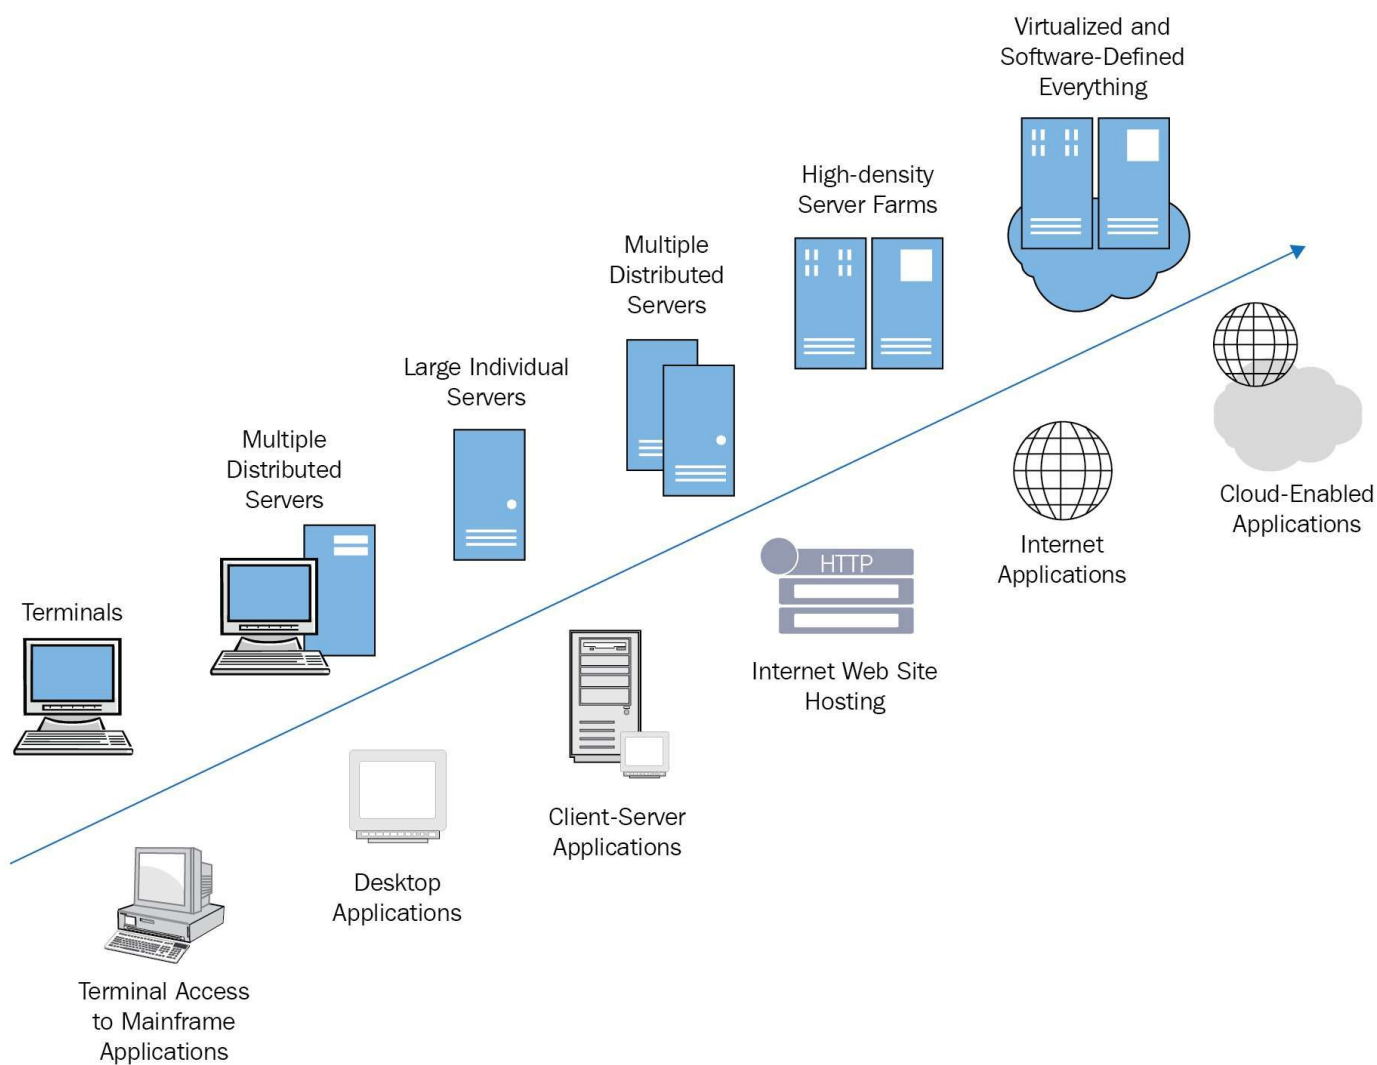 Virtualized and
Software-Defined
Everything
High-density
Server Farms
Multiple
Distributed
Servers
Large Individual
Servers
Multiple
Distributed
Servers
Terminals
Cloud-Enabled
Applications
Internet
Applications
HTTP
Internet Web Site
Hosting
Client-Server
Applications
Desktop
Applications
Terminal Access
to Mainframe
Applications